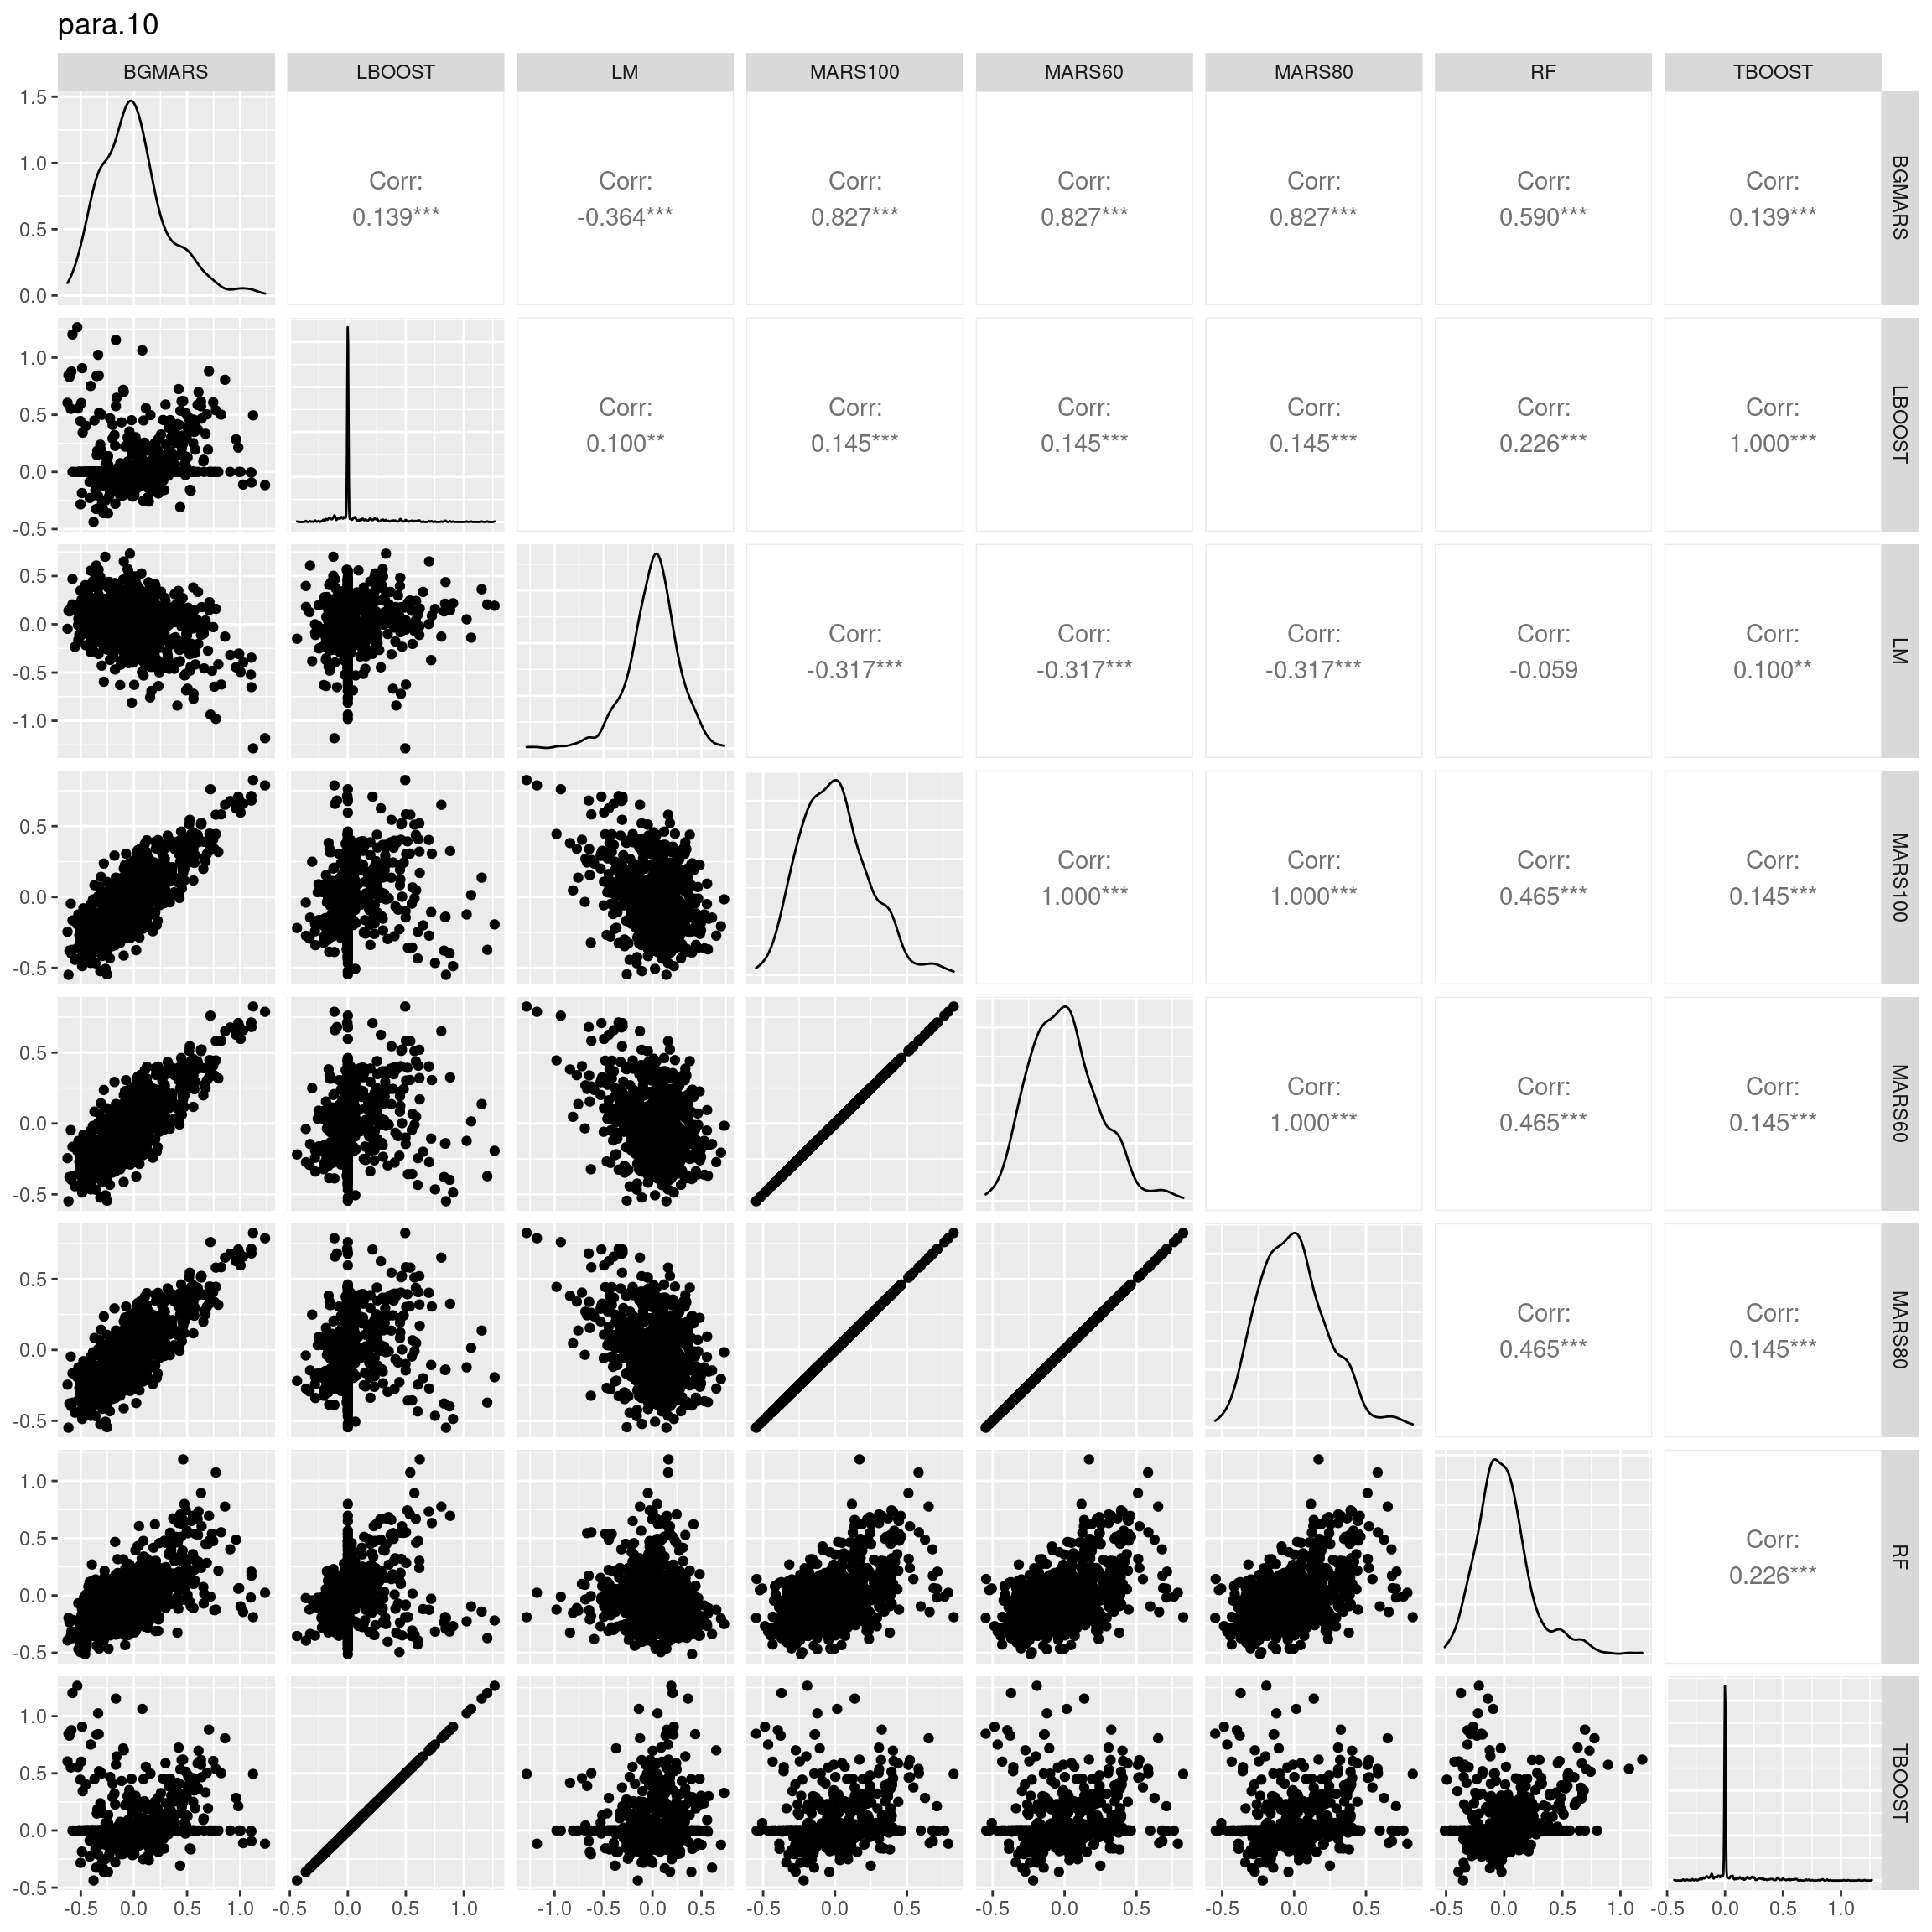 para.10
BGMARS LBOOST LM MARS100 MARS60 MARS80 RF TBOOST
1.5
1.0
0.5
0.0
Corr: Corr: Corr: Corr: Corr: Corr: Corr:
0.139*** -0.364*** 0.827*** 0.827*** 0.827*** 0.590*** 0.139***
BGMARS
1.0
0.5
0.0
-0.5
Corr: Corr: Corr: Corr: Corr: Corr:
0.100** 0.145*** 0.145*** 0.145*** 0.226*** 1.000***
LBOOST
0.5
0.0
-0.5
-1.0
Corr: Corr: Corr: Corr: Corr:
-0.317*** -0.317*** -0.317*** -0.059 0.100**
LM
0.5
0.0
-0.5
Corr: Corr: Corr: Corr:
1.000*** 1.000*** 0.465*** 0.145***
MARS100
0.5
0.0
-0.5
Corr: Corr: Corr:
1.000*** 0.465*** 0.145***
MARS60
0.5
0.0
-0.5
Corr: Corr:
0.465*** 0.145***
MARS80
1.0
0.5
0.0
-0.5
Corr:
0.226***
RF
1.0
0.5
0.0
-0.5
TBOOST
-0.5 0.0 0.5 1.0 -0.5 0.0 0.5 1.0 -1.0 -0.5 0.0 0.5 -0.5 0.0 0.5 -0.5 0.0 0.5 -0.5 0.0 0.5 -0.5 0.0 0.5 1.0 -0.5 0.0 0.5 1.0